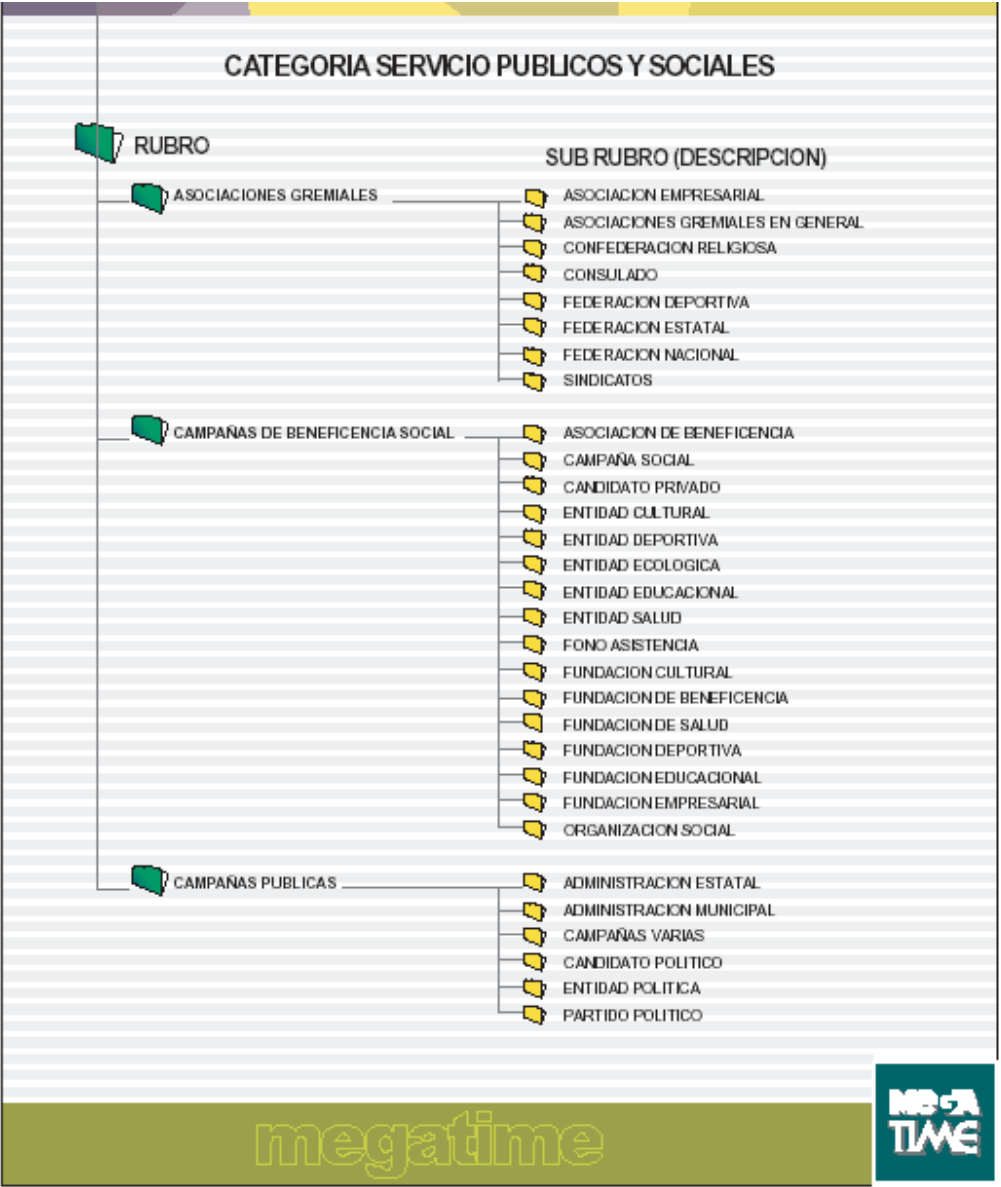 CATEGORIA SERVICIO PUBLICOS Y SOCIALES
RUBRO
SUB RUBRO (DESCRIPCION)
ASOCIACIONES GREMIALES
ASOCIACION EMPRESARIAL
ASOCIACIONES GREMIALES EN GENERAL
CONFEDERACION RELIGIOSA
CONSULADO
FEDERACION DEPORTIVA
FEDERACION ESTATAL
FEDERACION NACIONAL
SINDICATOS
CAMPAÑAS DE BENEFICENCIA SOCIAL
ASOCIACION DE BENEFICENCIA
CAMPAÑA SOCIAL
CANDIDATO PRIVADO
ENTIDAD CULTURAL
ENTIDAD DEPORTIVA
ENTIDAD ECOLOGICA
ENTIDAD EDUCACIONAL
ENTIDAD SALUD
FONO ASISTENCIA
FUNDACION CULTURAL
FUNDACION DE BENEFICENCIA
FUNDACION DE SALUD
FUNDACION DEPORTIVA
FUNDACION EDUCACIONAL
FUNDACION EMPRESARIAL
ORGANIZACION SOCIAL
CAMPAÑAS PUBLICAS
ADMINISTRACION ESTATAL
ADMINISTRACION MUNICIPAL
CAMPAÑAS VARIAS
CANDIDATO POLITICO
ENTIDAD POLITICA
PARTIDO POLITICO
megatime
MEGA
TIME